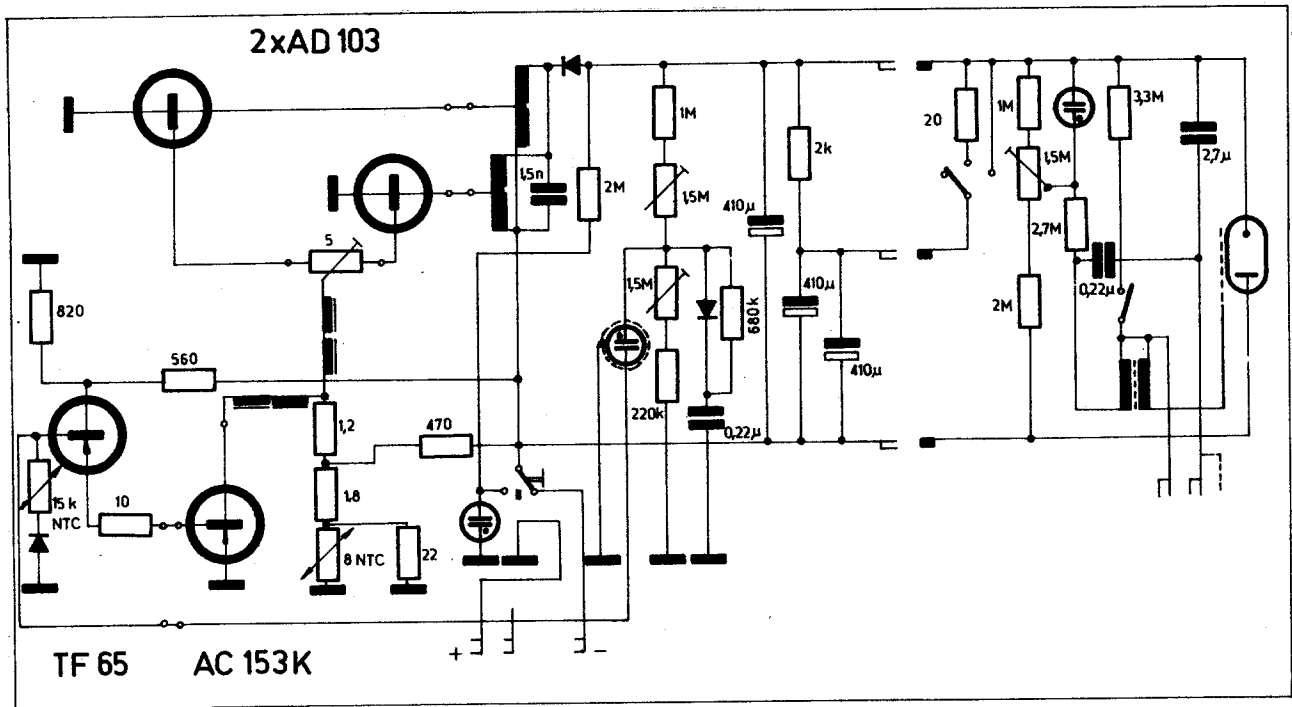 2xAD 103
1M
20
1M
3,3M
2k
1,5n
2M
1,5M
1,5M
2,7µ
410µ
2,7M
5
1,5M
410µ
0,22µ
820
680k
2M
560
410µ
220k
1,2
470
0,22µ
1,8
15 k
NTC
10
8 NTC
22
+
-
TF 65
AC 153K